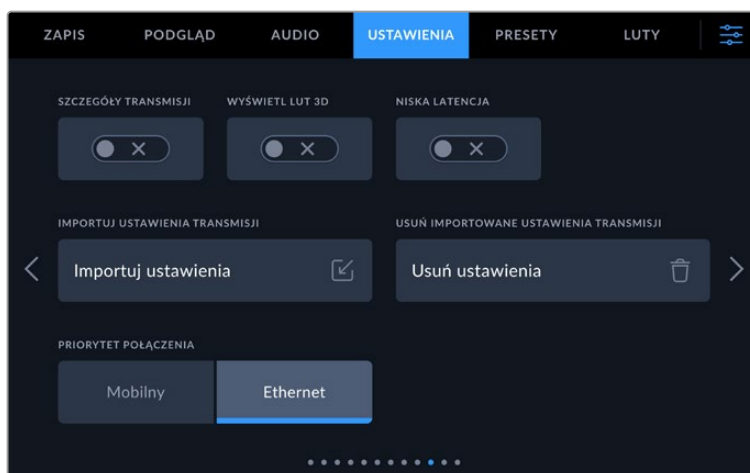 ZAPIS PODGLĄD AUDIO USTAWIENIA PRESETY LUTY
SZCZEGÓŁY TRANSMISJI WYŚWIETL LUT 3D NISKA LATENCJA
IMPORTUJ USTAWIENIA TRANSMISJI USUŃ IMPORTOWANE USTAWIENIA TRANSMISJI
Importuj ustawienia Usuń ustawienia
PRIORYTET POŁĄCZENIA
Mobilny Ethernet